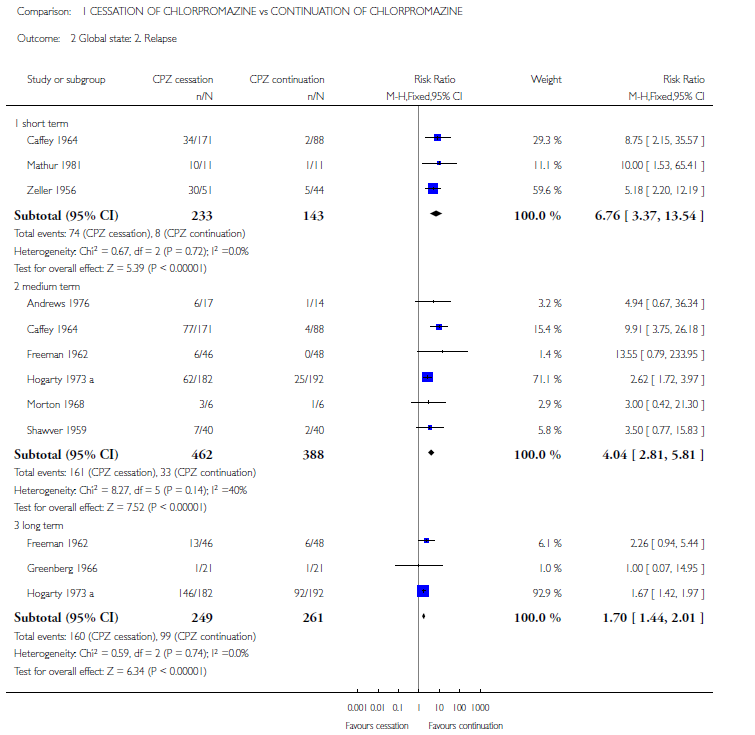 Comparison: 1 CESSATION OF CHLORPROMAZINE vs CONTINUATION OF CHLORPROMAZINE
Outcome: 2 Global state: 2. Relapse
Study or subgroup CPZ cessation CPZ continuation Risk Ratio Weight Risk Ratio
n/N n/N M-H,Fixed,95% CI M-H,Fixed,95% CI
1 short term
Caffey 1964 34/171 2/88 29.3 % 8.75 [ 2.15, 35.57 ]
Mathur 1981 10/11 1/11 11.1 % 10.00 [ 1.53, 65.41 ]
Zeller 1956 30/51 5/44 59.6 % 5.18 [ 2.20, 12.19 ]
Subtotal (95% CI) 233 143 100.0 % 6.76 [ 3.37, 13.54 ]
Total events: 74 (CPZ cessation), 8 (CPZ continuation)
Heterogeneity: Chi² = 0.67, df = 2 (P = 0.72); I² =0.0%
Test for overall effect: Z = 5.39 (P < 0.00001)
2 medium term
Andrews 1976 6/17 1/14 3.2 % 4.94 [ 0.67, 36.34 ]
Caffey 1964 77/171 4/88 15.4 % 9.91 [ 3.75, 26.18 ]
Freeman 1962 6/46 0/48 1.4 % 13.55 [ 0.79, 233.95 ]
Hogarty 1973 a 62/182 25/192 71.1 % 2.62 [ 1.72, 3.97 ]
Morton 1968 3/6 1/6 2.9 % 3.00 [ 0.42, 21.30 ]
Shawver 1959 7/40 2/40 5.8 % 3.50 [ 0.77, 15.83 ]
Subtotal (95% CI) 462 388 100.0 % 4.04 [ 2.81, 5.81 ]
Total events: 161 (CPZ cessation), 33 (CPZ continuation)
Heterogeneity: Chi² = 8.27, df = 5 (P = 0.14); I² =40%
Test for overall effect: Z = 7.52 (P < 0.00001)
3 long term
Freeman 1962 13/46 6/48 6.1 % 2.26 [ 0.94, 5.44 ]
Greenberg 1966 1/21 1/21 1.0 % 1.00 [ 0.07, 14.95 ]
Hogarty 1973 a 146/182 92/192 92.9 % 1.67 [ 1.42, 1.97 ]
Subtotal (95% CI) 249 261 100.0 % 1.70 [ 1.44, 2.01 ]
Total events: 160 (CPZ cessation), 99 (CPZ continuation)
Heterogeneity: Chi² = 0.59, df = 2 (P = 0.74); I² =0.0%
Test for overall effect: Z = 6.34 (P < 0.00001)
0.001 0.01 0.1 1 10 100 1000
Favours cessation Favours continuation